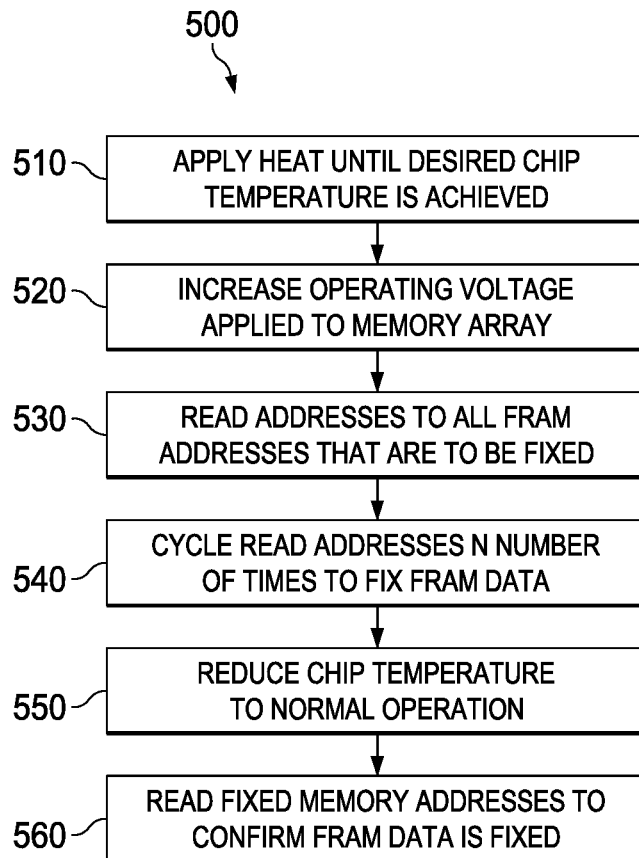 500
510
APPLY HEAT UNTIL DESIRED CHIP
TEMPERATURE IS ACHIEVED
520
INCREASE OPERATING VOLTAGE
APPLIED TO MEMORY ARRAY
530
READ ADDRESSES TO ALL FRAM
ADDRESSES THAT ARE TO BE FIXED
540
CYCLE READ ADDRESSES N NUMBER
OF TIMES TO FIX FRAM DATA
550
REDUCE CHIP TEMPERATURE
TO NORMAL OPERATION
560
READ FIXED MEMORY ADDRESSES TO
CONFIRM FRAM DATA IS FIXED